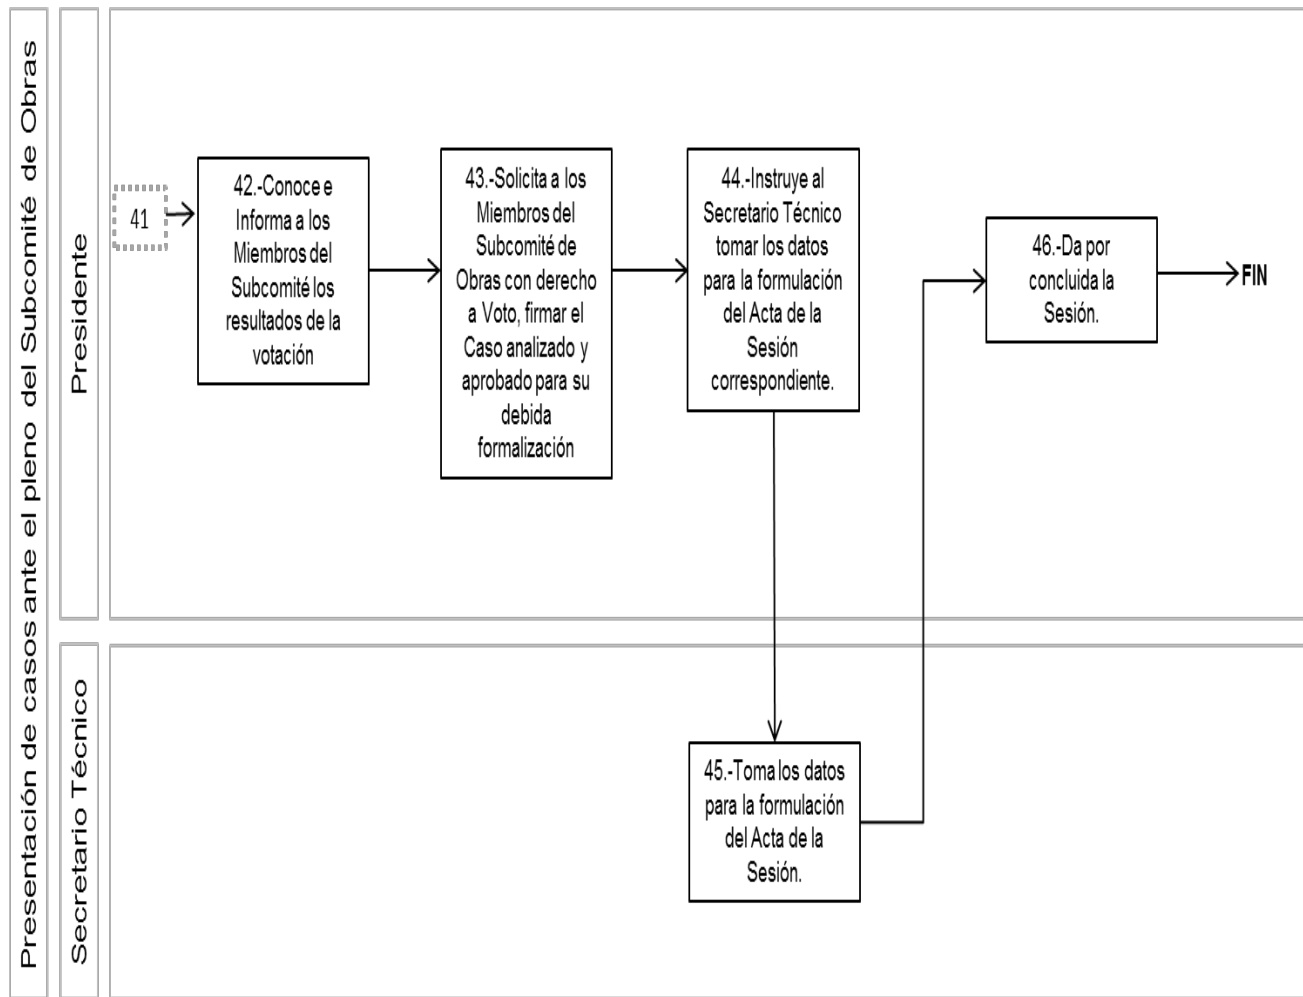 Presentación de casos ante el pleno del Subcomité de Obras
Presidente
41
42.-Conoce e
Informa a los
Miembros del
Subcomité los
resultados de la
votación
43.-Solicita a los
Miembros del
Subcomité de
Obras con derecho
a Voto, firmar el
Caso analizado y
aprobado para su
debida
formalización
44.-Instruye al
Secretario Técnico
tomar los datos
para la formulación
del Acta de la
Sesión
correspondiente.
46.-Da por
concluida la
Sesión.
FIN
Secretario Técnico
45.-Toma los datos
para la formulación
del Acta de la
Sesión.